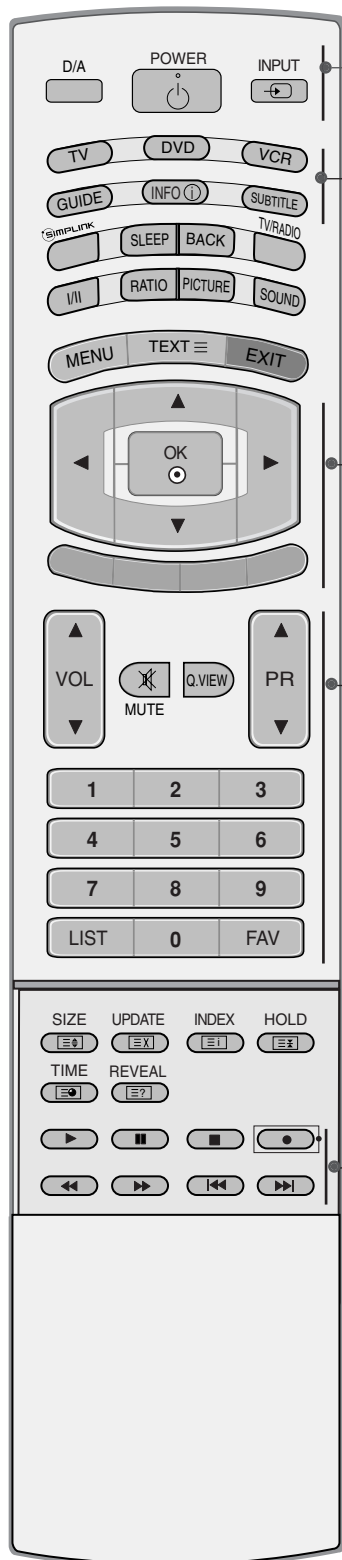 D/A POWER INPUT
TV DVD VCR
GUIDE INFO i SUBTITLE
SIMPLINK SLEEP BACK TV/RADIO
I/II RATIO PICTURE SOUND
MENU TEXT EXIT
OK
VOL MUTE Q.VIEW PR
1 2 3
4 5 6
7 8 9
LIST 0 FAV
SIZE UPDATE INDEX HOLD
X i
TIME REVEAL
?